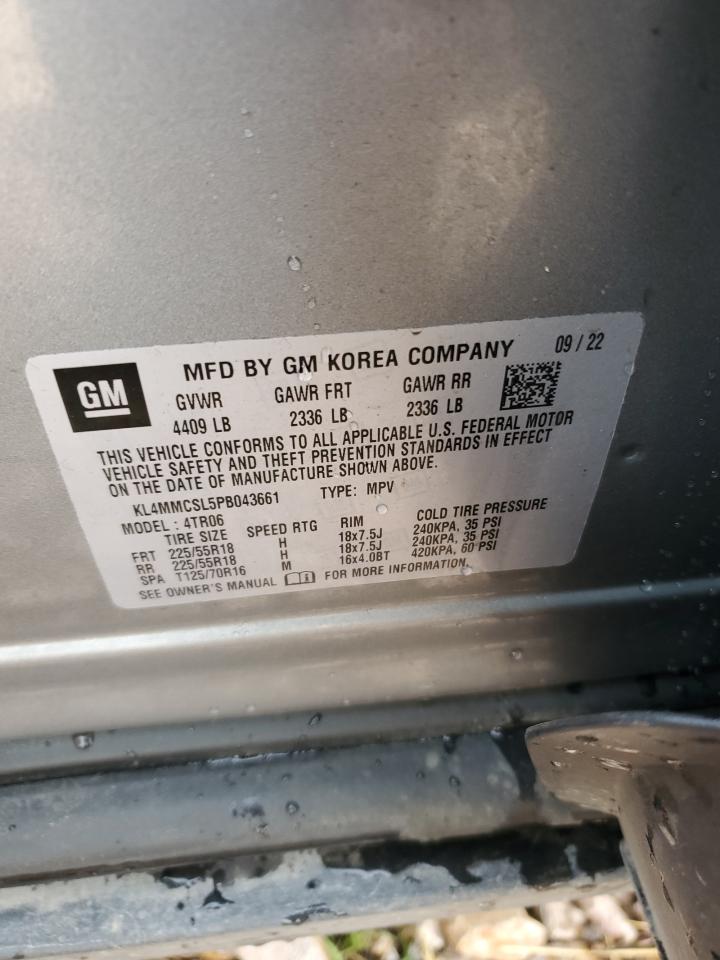 GM
MFD BY GM KOREA COMPANY 09/22
GVWR GAWR FRT GAWR RR
4409 LB 2336 LB 2336 LB
THIS VEHICLE CONFORMS TO ALL APPLICABLE U.S. FEDERAL MOTOR
VEHICLE SAFETY AND THEFT PREVENTION STANDARDS IN EFFECT
ON THE DATE OF MANUFACTURE SHOWN ABOVE.
KL4MMCSL5PB043661 TYPE: MPV
MODEL: 4TR06
TIRE SIZE SPEED RTG RIM COLD TIRE PRESSURE
FRT 225/55R18 H 18x7.5J 240KPA, 35 PSI
RR 225/55R18 H 18x7.5J 240KPA, 35 PSI
SPA T125/70R16 M 16x4.0BT 420KPA, 60 PSI
SEE OWNER'S MANUAL FOR MORE INFORMATION.